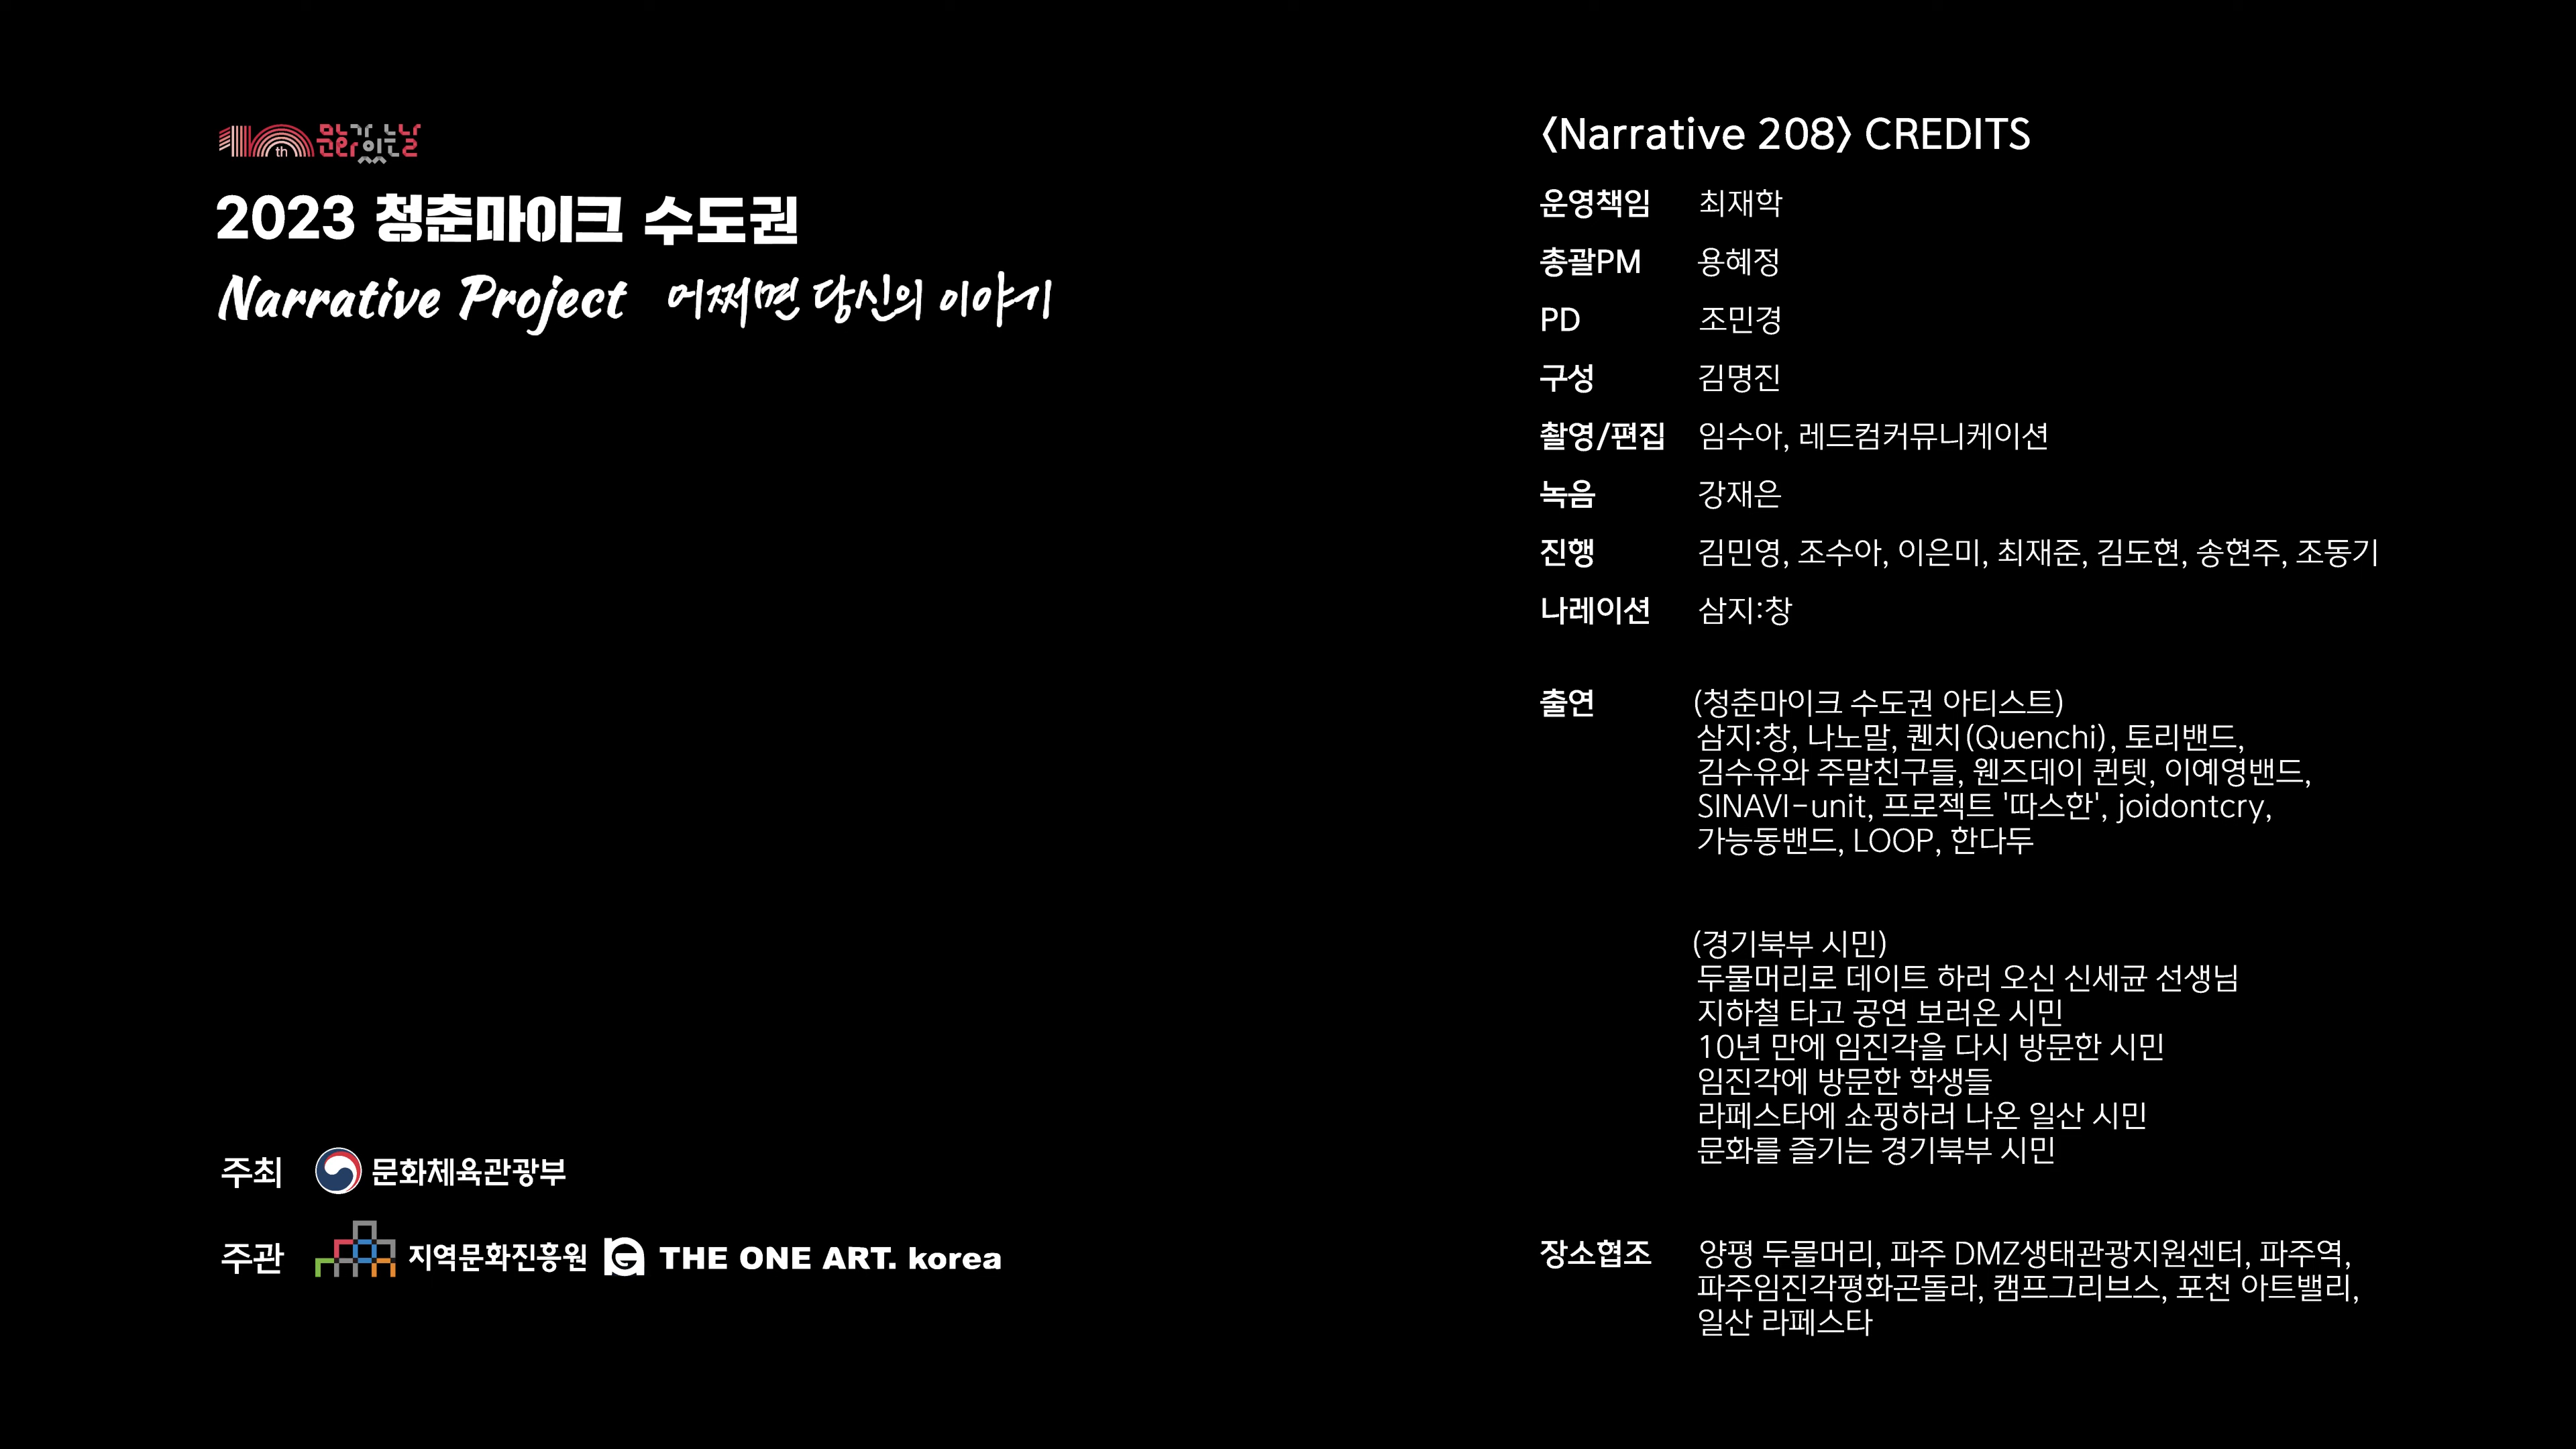 10th 문화가 있는 날
2023 청춘마이크 수도권
Narrative Project 어쩌면 당신의 이야기
주최 문화체육관광부
주관 지역문화진흥원 THE ONE ART. korea
〈Narrative 208〉 CREDITS
운영책임 최재학
총괄PM 용혜정
PD 조민경
구성 김명진
촬영/편집 임수아, 레드컴커뮤니케이션
녹음 강재은
진행 김민영, 조수아, 이은미, 최재준, 김도현, 송현주, 조동기
나레이션 삼지:창
출연 (청춘마이크 수도권 아티스트)
삼지:창, 나노말, 퀜치(Quenchi), 토리밴드,
김수유와 주말친구들, 웬즈데이 퀸텟, 이예영밴드,
SINAVI-unit, 프로젝트 '따스한', joidontcry,
가능동밴드, LOOP, 한다두
(경기북부 시민)
두물머리로 데이트 하러 오신 신세균 선생님
지하철 타고 공연 보러온 시민
10년 만에 임진각을 다시 방문한 시민
임진각에 방문한 학생들
라페스타에 쇼핑하러 나온 일산 시민
문화를 즐기는 경기북부 시민
장소협조 양평 두물머리, 파주 DMZ생태관광지원센터, 파주역,
파주임진각평화곤돌라, 캠프그리브스, 포천 아트밸리,
일산 라페스타